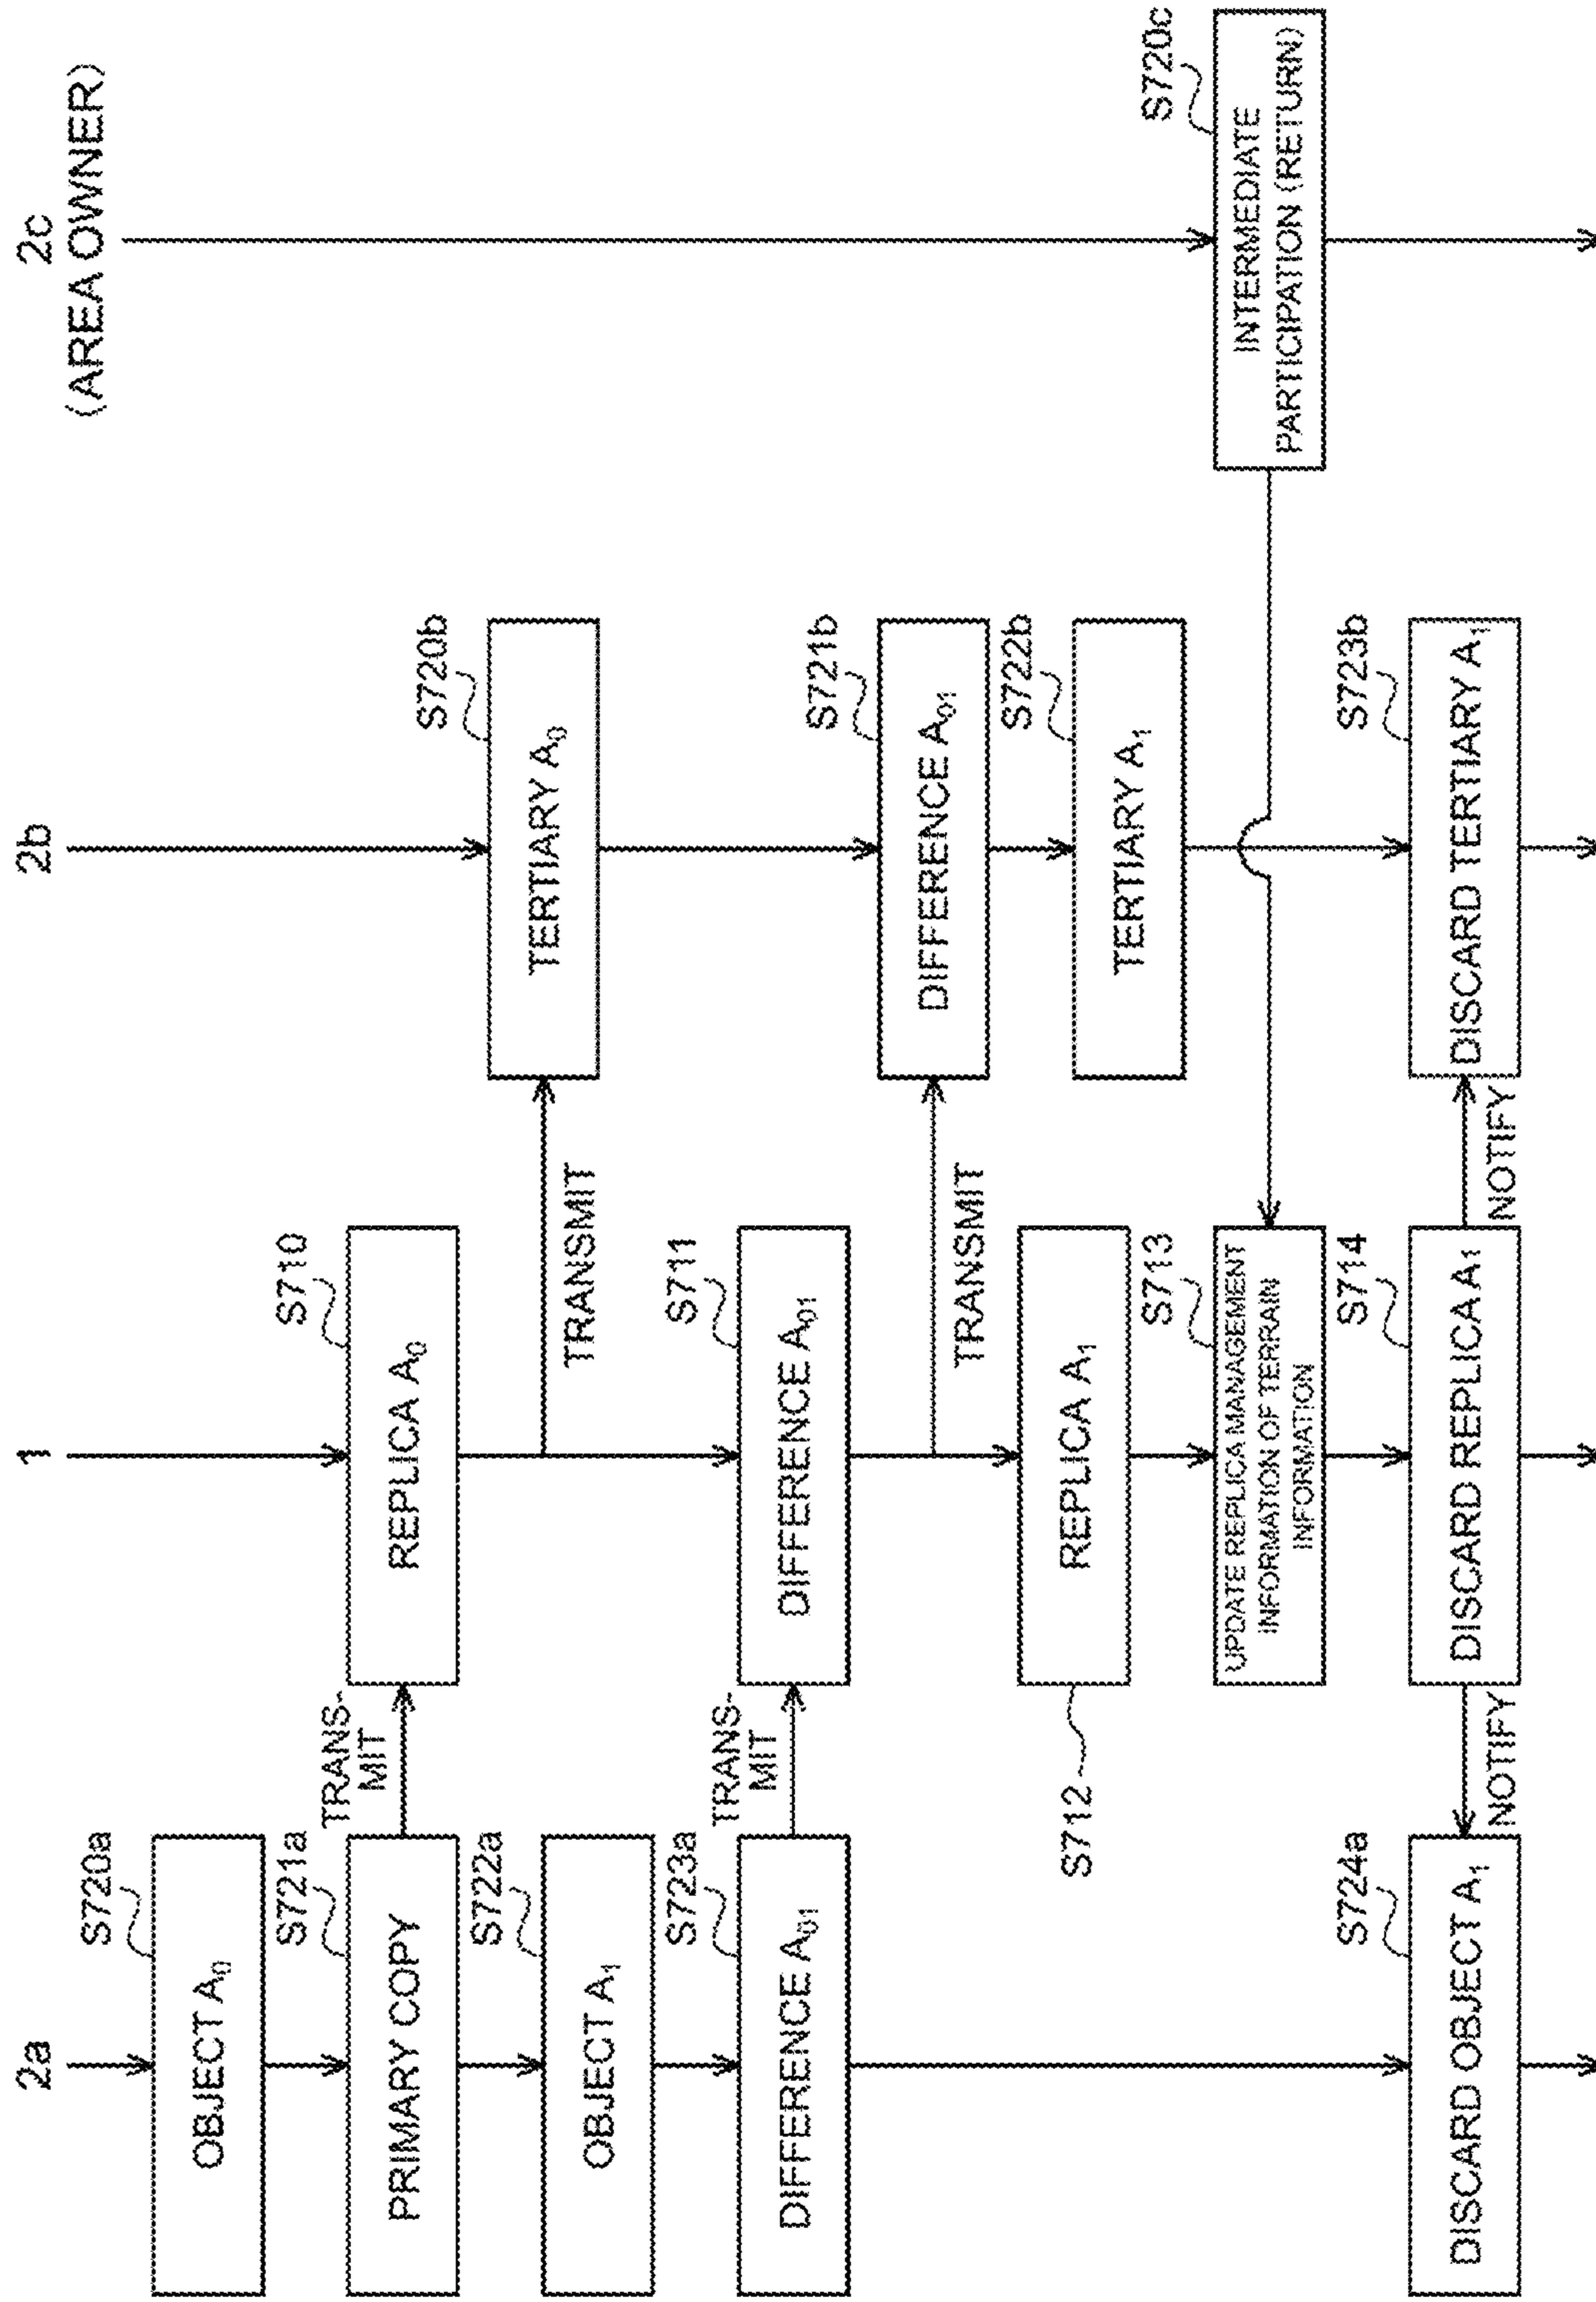 2a
1
2b
2c
(AREA OWNER)
S720a
OBJECT A₀
S721a
PRIMARY COPY
TRANS-
MIT
S710
REPLICA A₀
TRANSMIT
S720b
TERTIARY A₀
S722a
OBJECT A₁
S723a
DIFFERENCE A₀₁
TRANS-
MIT
S711
DIFFERENCE A₀₁
TRANSMIT
S721b
DIFFERENCE A₀₁
S712
REPLICA A₁
S722b
TERTIARY A₁
S713
UPDATE REPLICA MANAGEMENT
INFORMATION OF TERRAIN
INFORMATION
S720c
INTERMEDIATE
PARTICIPATION (RETURN)
S724a
DISCARD OBJECT A₁
NOTIFY
S714
DISCARD REPLICA A₁
NOTIFY
S723b
DISCARD TERTIARY A₁